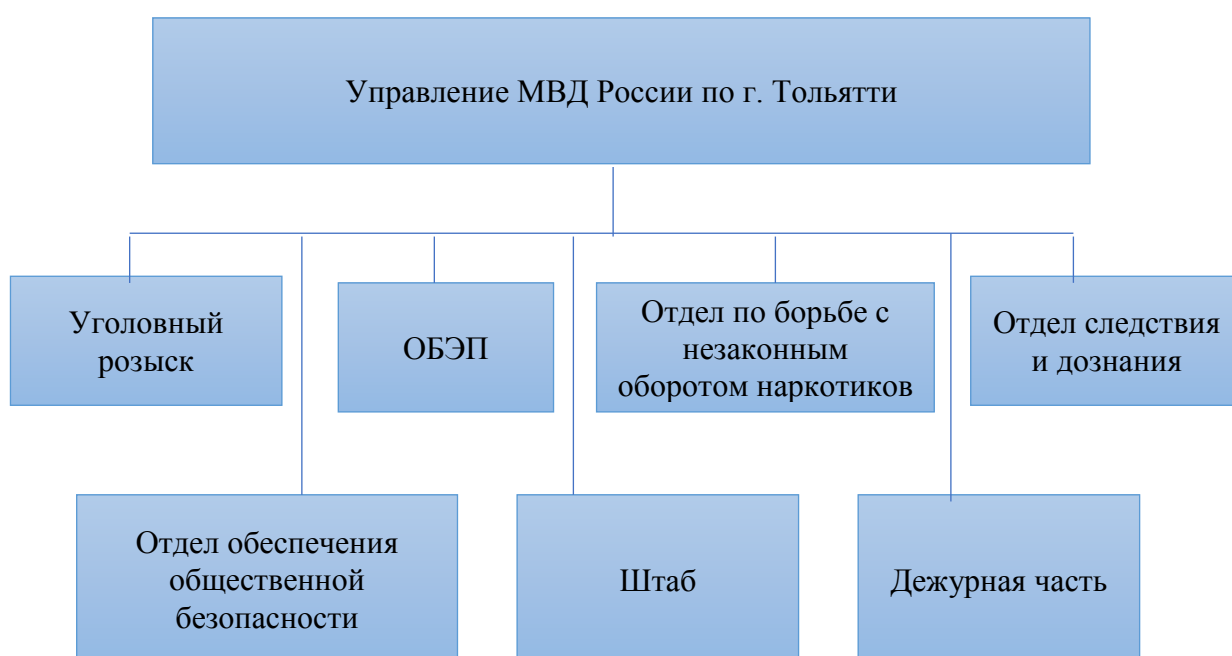 Управление МВД России по г. Тольятти
Уголовный
розыск
ОБЭП
Отдел по борьбе с
незаконным
оборотом наркотиков
Отдел следствия
и дознания
Отдел обеспечения
общественной
безопасности
Штаб
Дежурная часть